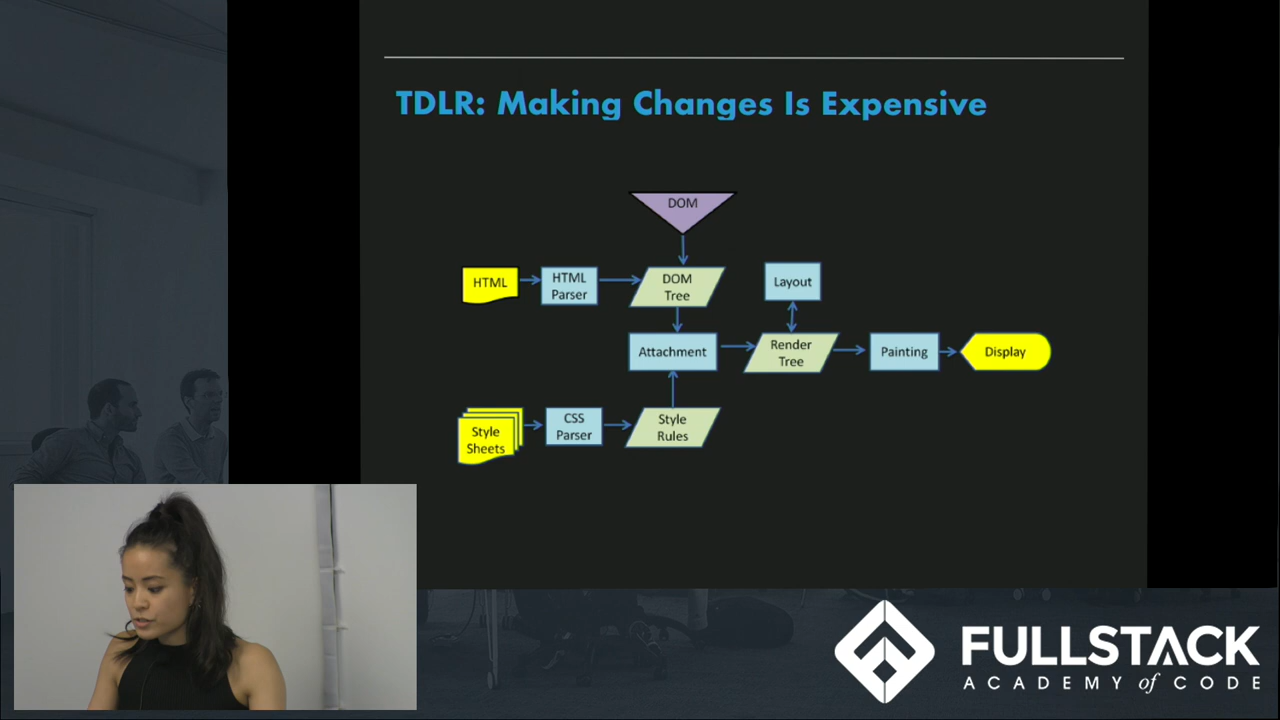 TDLR: Making Changes Is Expensive
DOM
HTML
HTML
Parser
DOM
Tree
Layout
Attachment
Render
Tree
Painting
Display
Style
Sheets
CSS
Parser
Style
Rules
FULLSTACK
ACADEMY of CODE